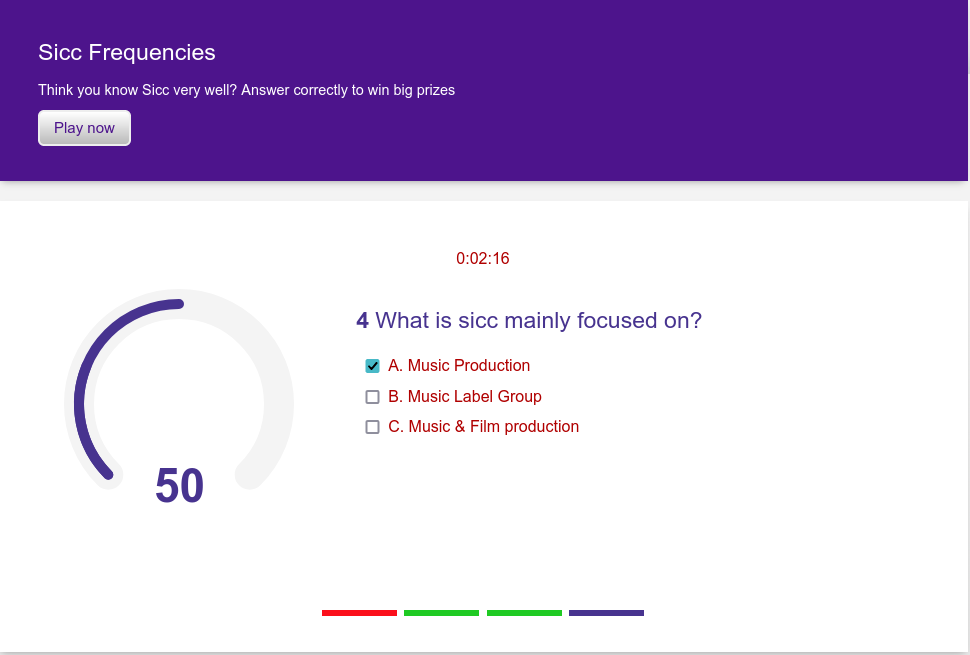 Sicc Frequencies
Think you know Sicc very well? Answer correctly to win big prizes
Play now
0:02:16
4 What is sicc mainly focused on?
A. Music Production
B. Music Label Group
C. Music & Film production
50